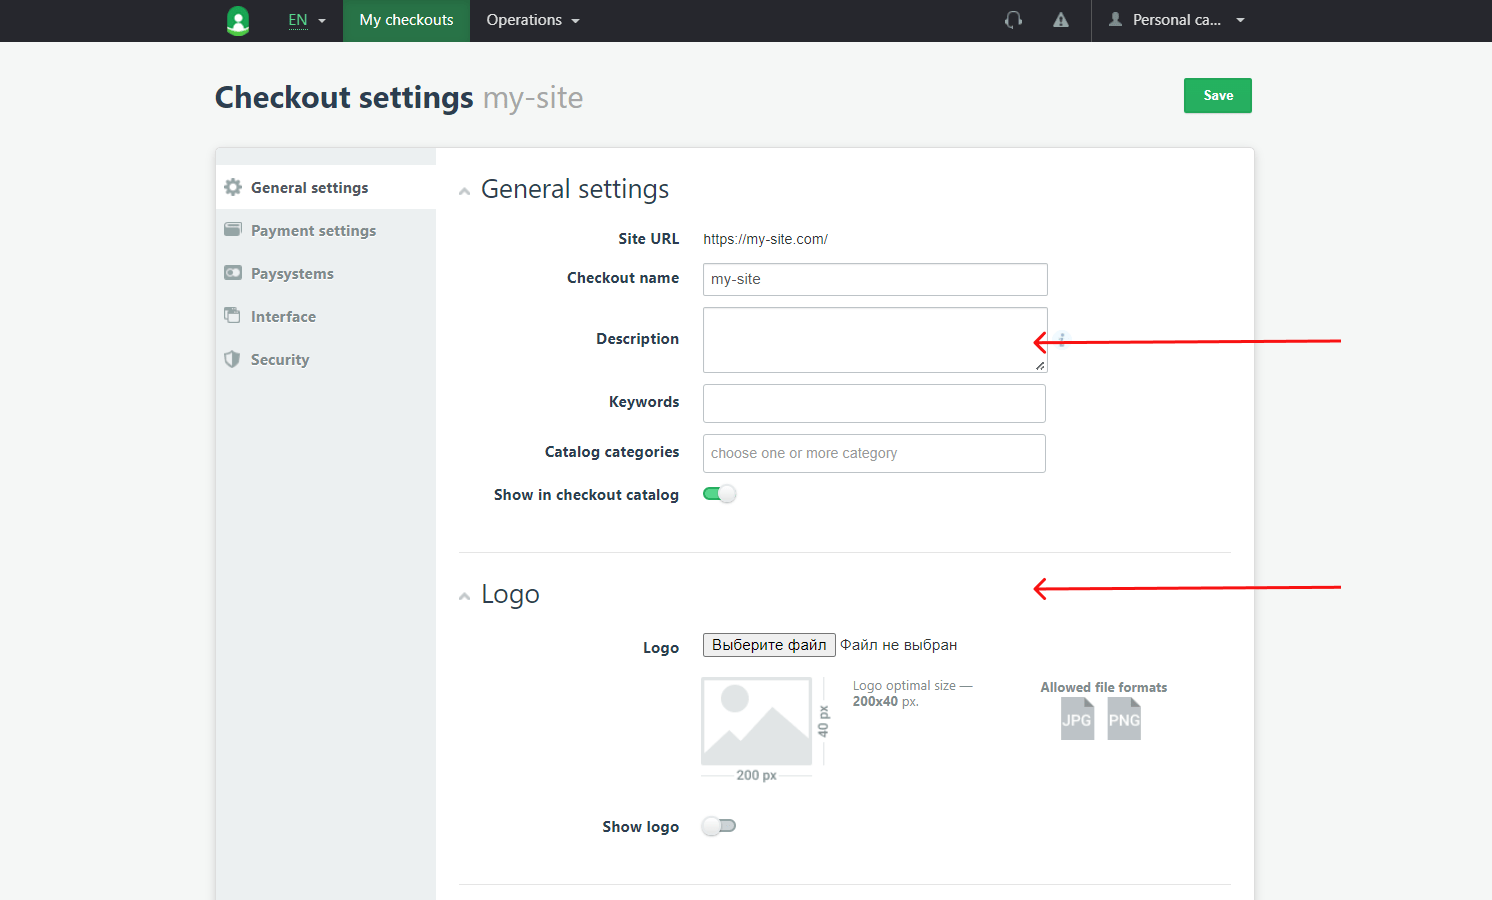 EN
My checkouts
Operations
Personal ca...
Checkout settings my-site
Save
General settings
Payment settings
Paysystems
Interface
Security
General settings
Site URL https://my-site.com/
Checkout name my-site
Description
Keywords
Catalog categories choose one or more category
Show in checkout catalog
Logo
Logo Выберите файл Файл не выбран
Logo optimal size —
200x40 px.
40 px
200 px
Allowed file formats
JPG PNG
Show logo